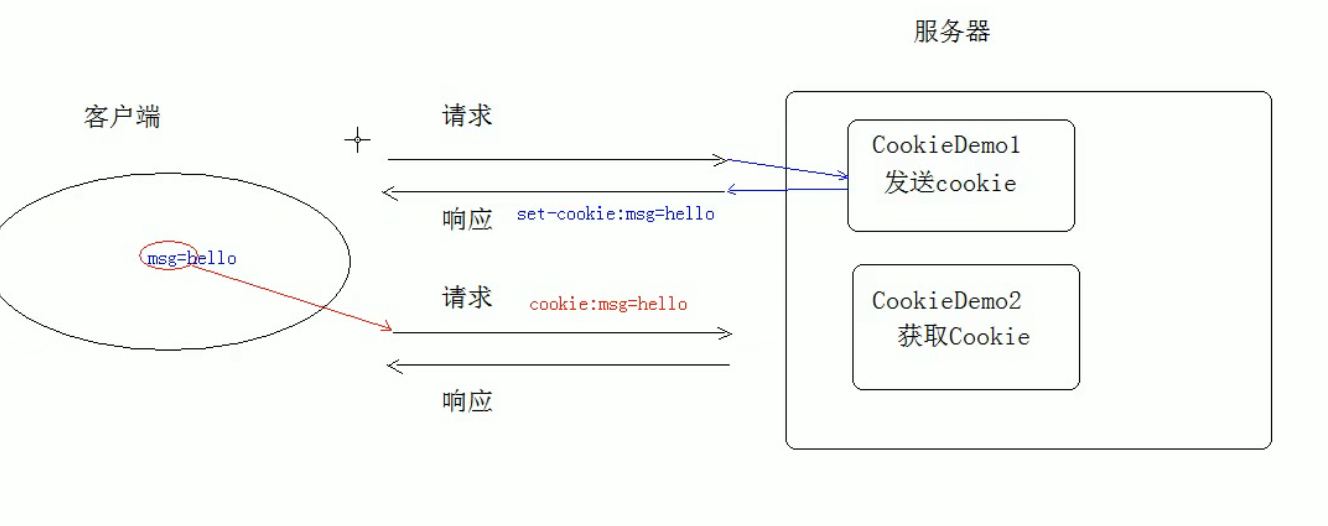 服务器
客户端
请求
CookieDemo1
发送cookie
响应
set-cookie:msg=hello
msg=hello
请求
cookie:msg=hello
CookieDemo2
获取Cookie
响应